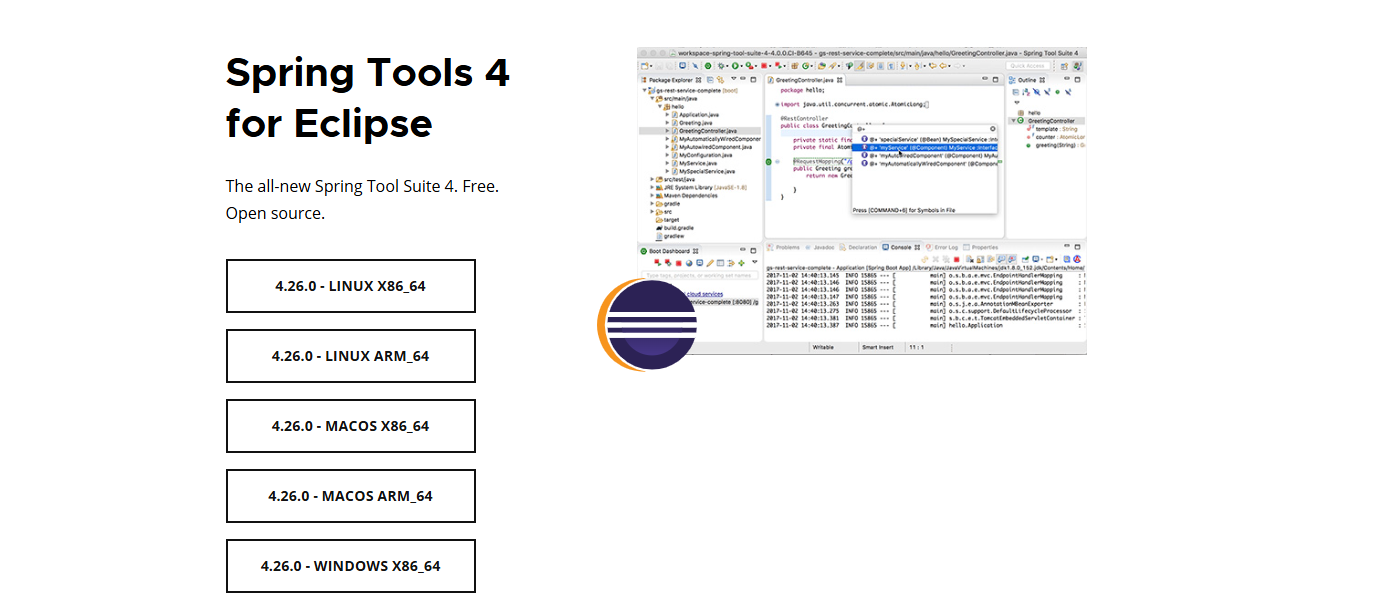 Spring Tools 4
for Eclipse
The all-new Spring Tool Suite 4. Free.
Open source.
4.26.0 - LINUX X86_64
4.26.0 - LINUX ARM_64
4.26.0 - MACOS X86_64
4.26.0 - MACOS ARM_64
4.26.0 - WINDOWS X86_64
workspace-spring-tool-suite-4-4.0.0.CI-B645 - gs-rest-service-complete/src/main/java/hello/GreetingController.java - Spring Tool Suite 4
Quick Access
Package Explorer
gs-rest-service-complete [boot]
src/main/java
hello
Application.java
Greeting.java
GreetingController.java
MyAutomaticallyWiredComponen
MyAutowiredComponent.java
MyConfiguration.java
MyService.java
MySpecialService.java
src/test/java
JRE System Library [JavaSE-1.8]
Maven Dependencies
gradle
src
target
build.gradle
gradlew
GreetingController.java
package hello;
import java.util.concurrent.atomic.AtomicLong;
@RestController
public class GreetingCont
private static fina
private final Atom
@RequestMapping("/g
public Greeting gre
return new Gree
}
}
@+
@+ 'specialService' (@Bean) MySpecialService :Inte
@+ 'myService' (@Component) MyService :Interfac
@+ 'myAutowiredComponent' (@Component) MyAu
@+ 'myAutomaticallyWiredComponent' (@Compone
Press [COMMAND+6] for Symbols in File
Outline
hello
GreetingController
template : String
counter : AtomicLon
greeting(String) : G
Boot Dashboard
Type tags, projects, or working set names
cloud services
service-complete [:8080] /g
Problems
Javadoc
Declaration
Console
Error Log
Properties
gs-rest-service-complete - Application [Spring Boot App] /Library/Java/JavaVirtualMachines/jdk1.8.0_152.jdk/Contents/Home/
2017-11-02 14:40:13.145 INFO 15865 --- [ main] o.s.b.a.e.mvc.EndpointHandlerMapping :
2017-11-02 14:40:13.146 INFO 15865 --- [ main] o.s.b.a.e.mvc.EndpointHandlerMapping :
2017-11-02 14:40:13.146 INFO 15865 --- [ main] o.s.b.a.e.mvc.EndpointHandlerMapping :
2017-11-02 14:40:13.147 INFO 15865 --- [ main] o.s.b.a.e.mvc.EndpointHandlerMapping :
2017-11-02 14:40:13.263 INFO 15865 --- [ main] o.s.j.e.a.AnnotationMBeanExporter :
2017-11-02 14:40:13.275 INFO 15865 --- [ main] o.s.c.support.DefaultLifecycleProcessor :
2017-11-02 14:40:13.381 INFO 15865 --- [ main] s.b.c.e.t.TomcatEmbeddedServletContainer :
2017-11-02 14:40:13.387 INFO 15865 --- [ main] hello.Application :
Writable
Smart Insert
11 : 1